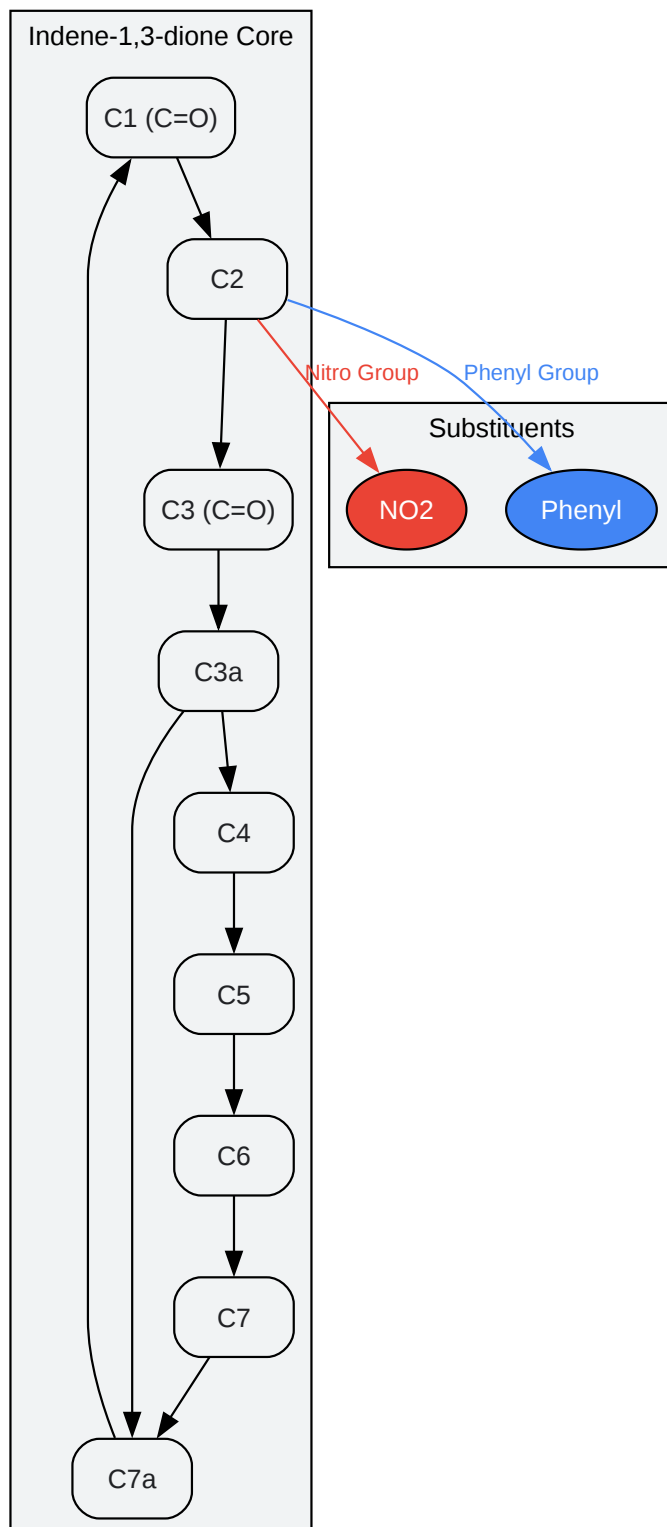 Indene-1,3-dione Core
C1 (C=O)
C2
Nitro Group
Phenyl Group
Substituents
C3 (C=O)
NO2
Phenyl
C3a
C4
C5
C6
C7
C7a